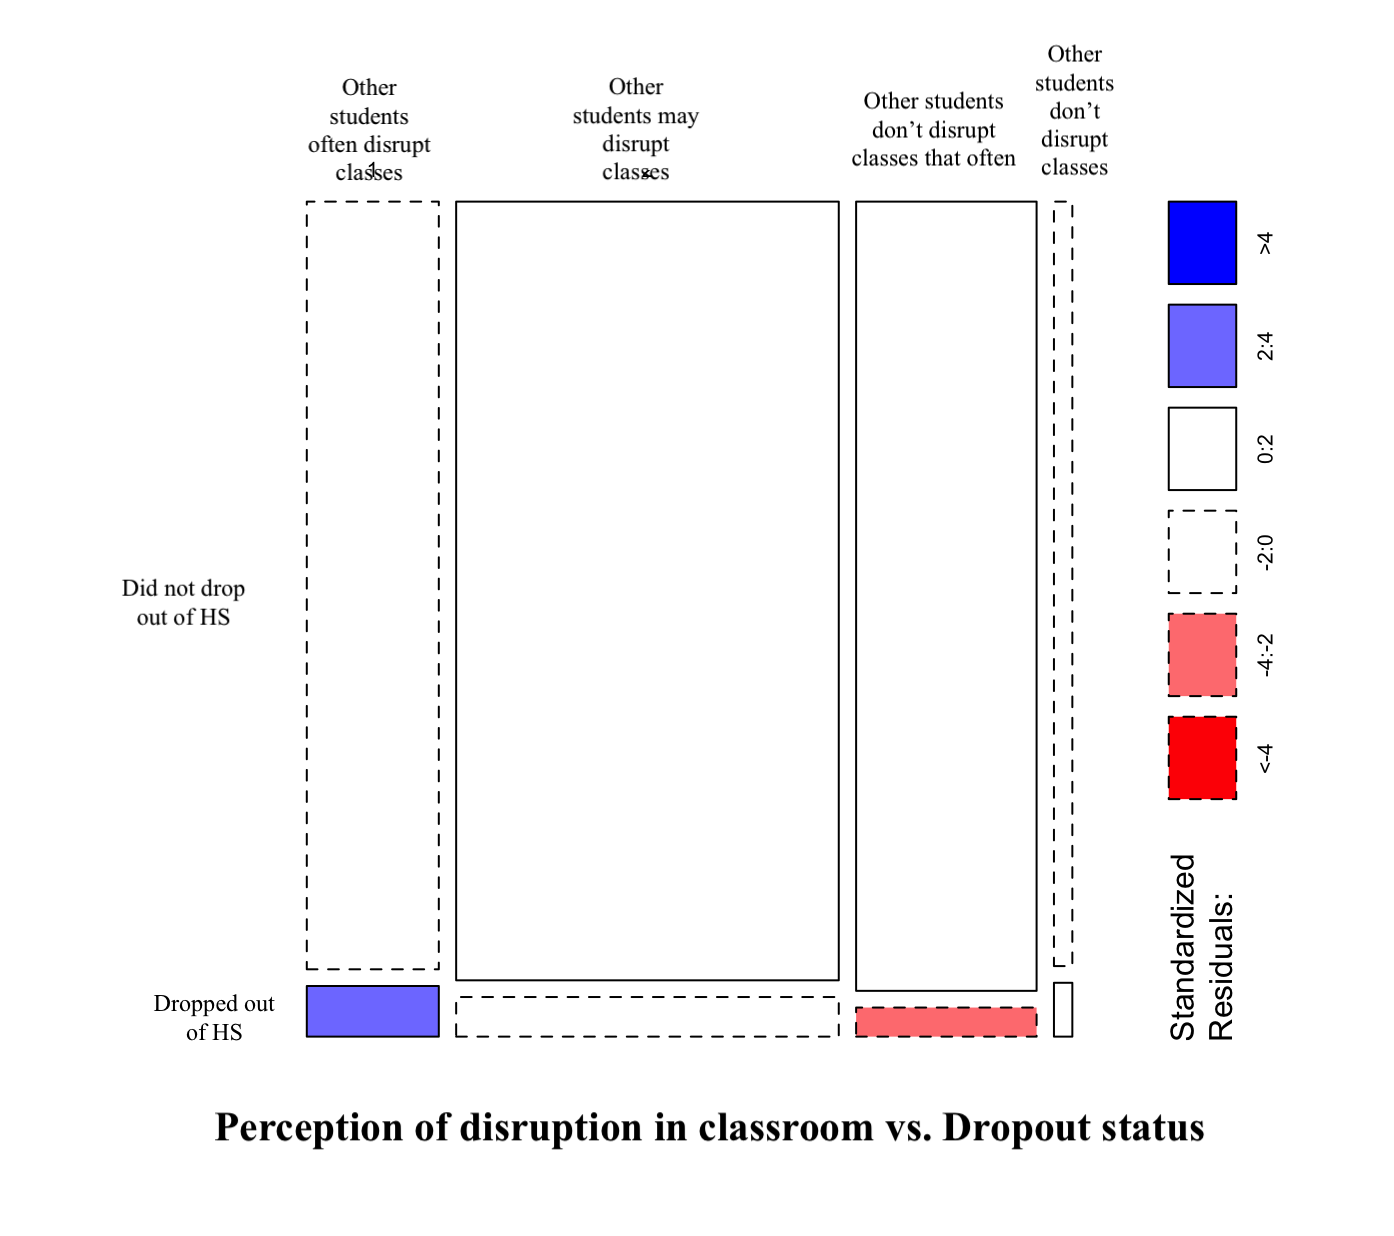 Other
students
often disrupt
classes
1
Other
students may
disrupt
classes
Other students
don’t disrupt
classes that often
Other
students
don’t
disrupt
classes
>4
2:4
0:2
-2:0
-4:-2
<-4
Standardized
Residuals:
Did not drop
out of HS
Dropped out
of HS
Perception of disruption in classroom vs. Dropout status